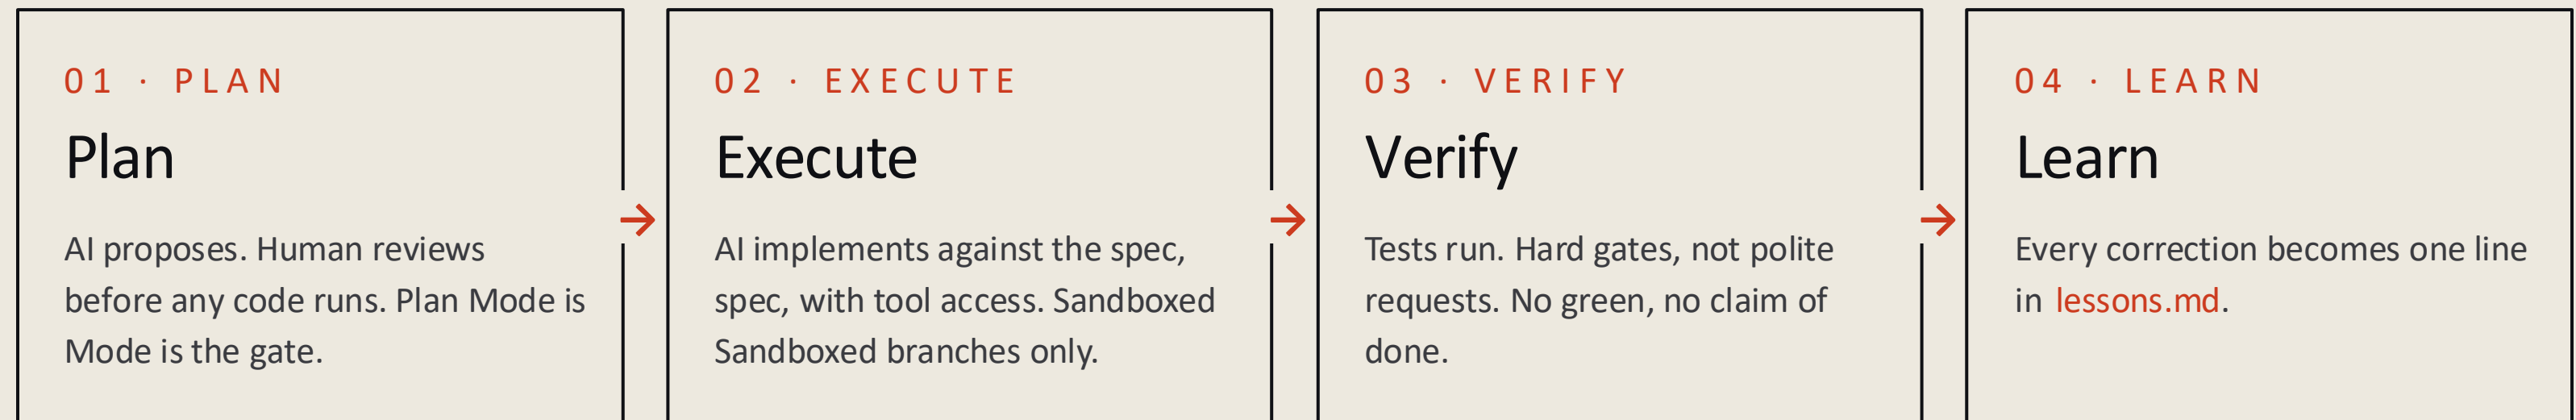 01 · PLAN
Plan
AI proposes. Human reviews
before any code runs. Plan Mode is
Mode is the gate.
→
02 · EXECUTE
Execute
AI implements against the spec,
spec, with tool access. Sandboxed
Sandboxed branches only.
→
03 · VERIFY
Verify
Tests run. Hard gates, not polite
requests. No green, no claim of
done.
→
04 · LEARN
Learn
Every correction becomes one line
in lessons.md.